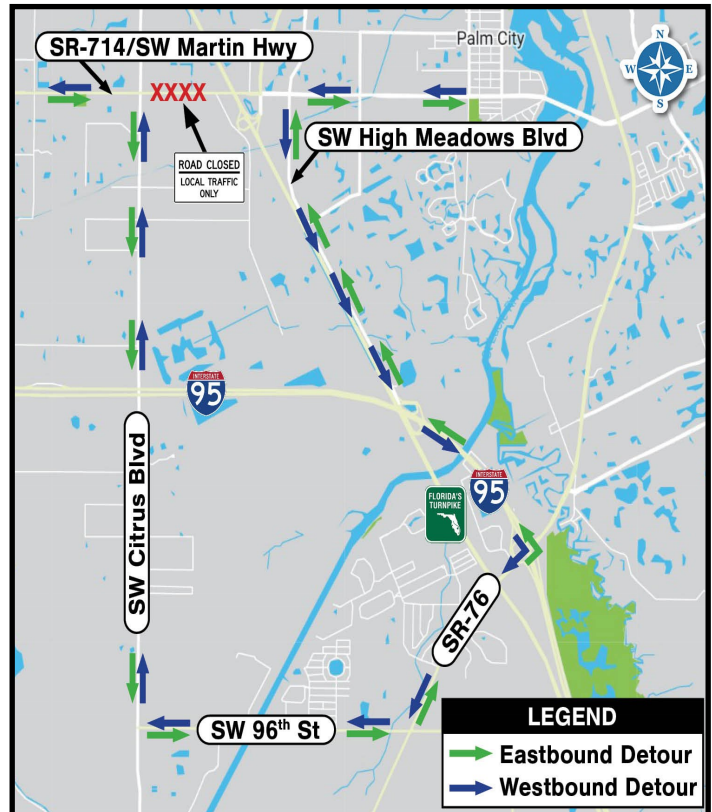 SR-714/SW Martin Hwy
Palm City
N
W
E
S
XXXX
SW High Meadows Blvd
ROAD CLOSED
LOCAL TRAFFIC
ONLY
INTERSTATE
95
SW Citrus Blvd
INTERSTATE
95
FLORIDA'S
TURNPIKE
SR-76
SW 96th St
LEGEND
Eastbound Detour
Westbound Detour